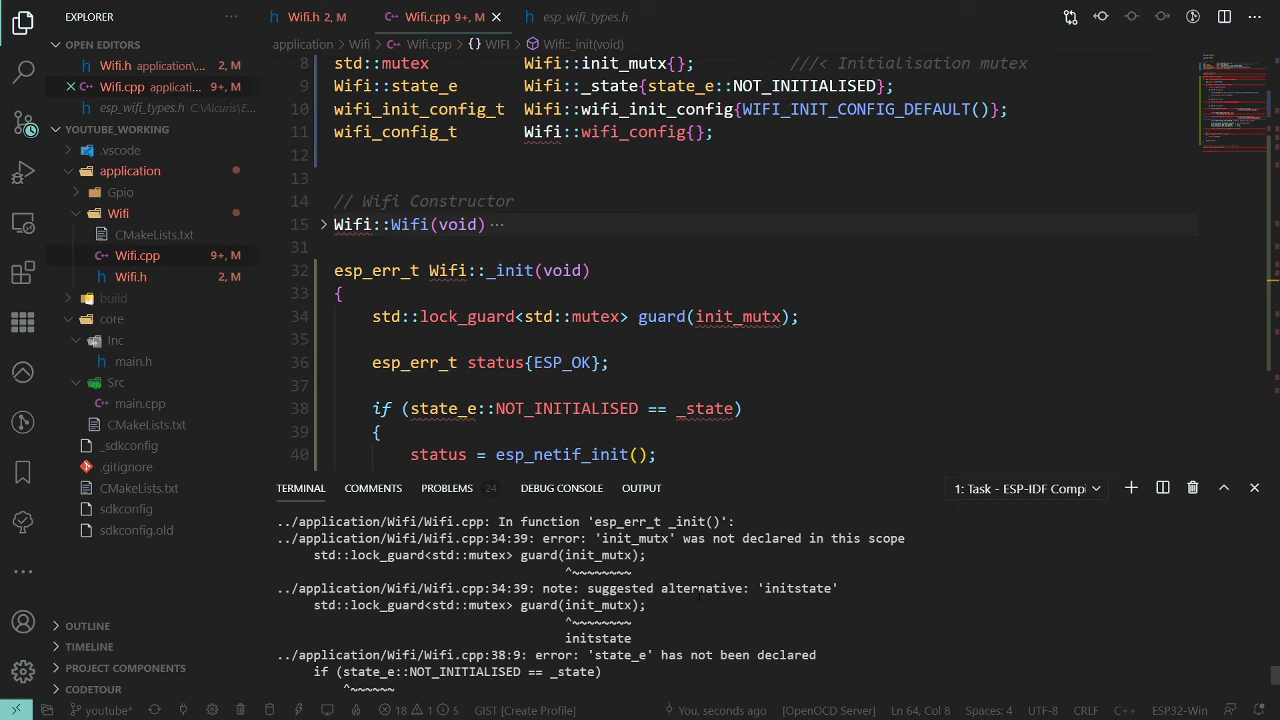 EXPLORER
OPEN EDITORS
Wifi.h application\... 2, M
Wifi.cpp applicati... 9+, M
esp_wifi_types.h G:\Alcuris\E...
YOUTUBE_WORKING
.vscode
application
Gpio
Wifi
CMakeLists.txt
Wifi.cpp 9+, M
Wifi.h 2, M
build
core
Inc
main.h
Src
main.cpp
CMakeLists.txt
_sdkconfig
.gitignore
CMakeLists.txt
sdkconfig
sdkconfig.old
OUTLINE
TIMELINE
PROJECT COMPONENTS
CODETOUR
Wifi.h 2, M
Wifi.cpp 9+, M
esp_wifi_types.h
application > Wifi > Wifi.cpp > {} WIFI > Wifi::_init(void)
8 std::mutex Wifi::init_mutx{}; ///< Initialisation mutex
9 Wifi::state_e Wifi::_state{state_e::NOT_INITIALISED};
10 wifi_init_config_t Wifi::wifi_init_config{WIFI_INIT_CONFIG_DEFAULT()};
11 wifi_config_t Wifi::wifi_config{};
12
13
14 // Wifi Constructor
15 Wifi::Wifi(void) ...
31
32 esp_err_t Wifi::_init(void)
33 {
34 std::lock_guard<std::mutex> guard(init_mutx);
35
36 esp_err_t status{ESP_OK};
37
38 if (state_e::NOT_INITIALISED == _state)
39 {
40 status = esp_netif_init();
TERMINAL COMMENTS PROBLEMS 24 DEBUG CONSOLE OUTPUT 1: Task - ESP-IDF Compi
../application/Wifi/Wifi.cpp: In function 'esp_err_t _init()':
../application/Wifi/Wifi.cpp:34:39: error: 'init_mutx' was not declared in this scope
std::lock_guard<std::mutex> guard(init_mutx);
^~~~~~~~~
../application/Wifi/Wifi.cpp:34:39: note: suggested alternative: 'initstate'
std::lock_guard<std::mutex> guard(init_mutx);
^~~~~~~~~
initstate
../application/Wifi/Wifi.cpp:38:9: error: 'state_e' has not been declared
if (state_e::NOT_INITIALISED == _state)
^~~~~~~
youtube* 18 1 5 GIST [Create Profile] You, seconds ago [OpenOCD Server] Ln 64, Col 8 Spaces: 4 UTF-8 CRLF C++ ESP32-Win